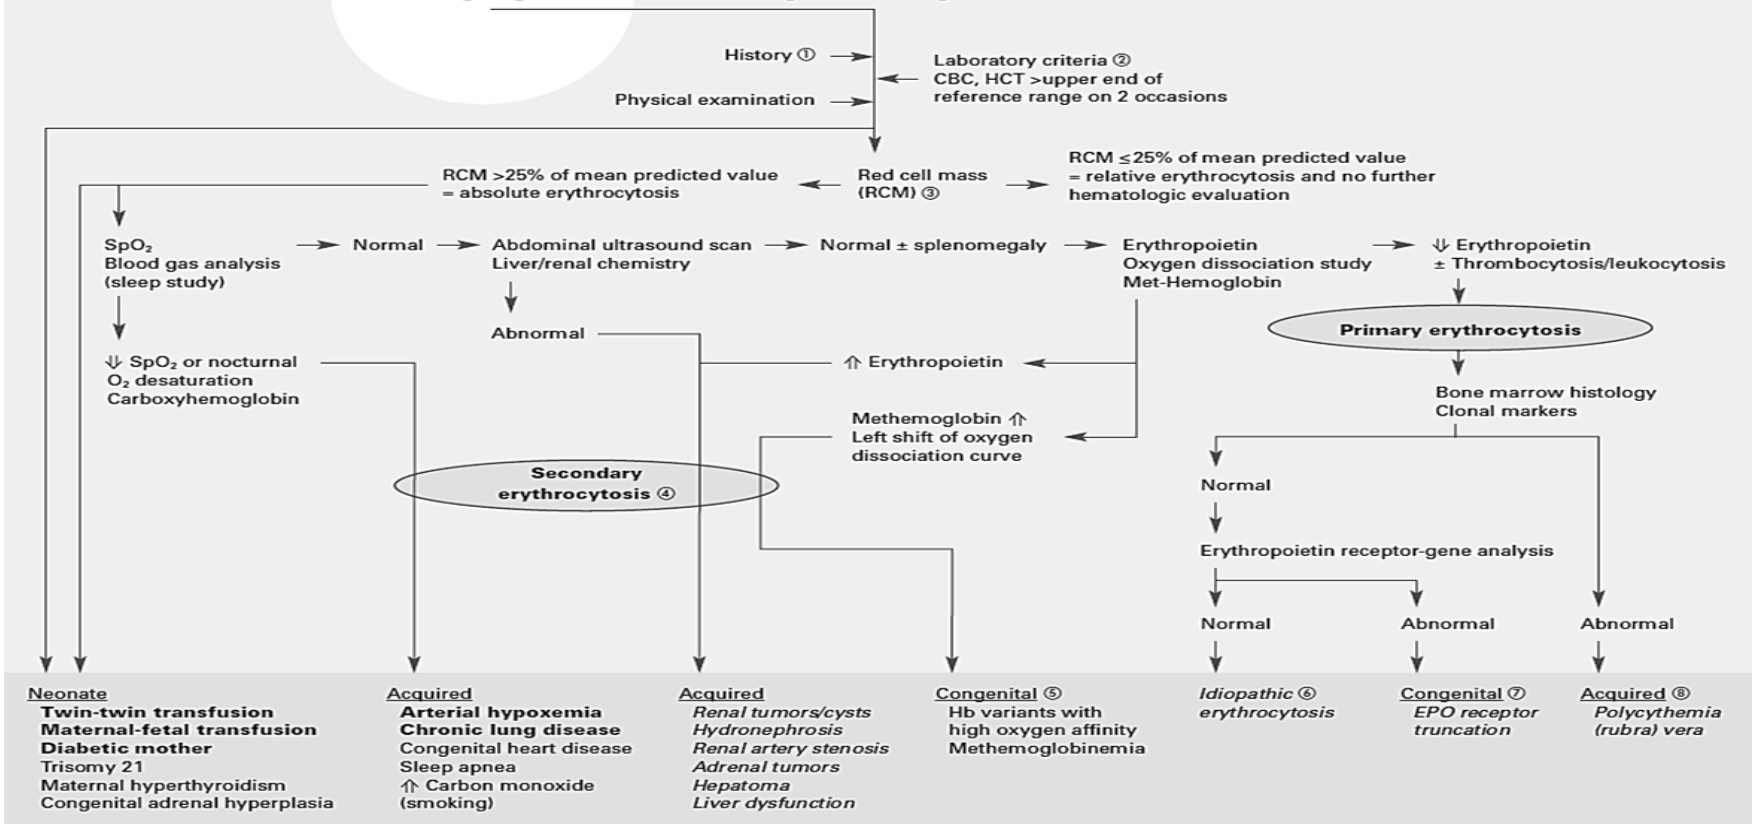 History ①
Laboratory criteria ②
CBC, HCT >upper end of
reference range on 2 occasions
Physical examination
RCM >25% of mean predicted value
= absolute erythrocytosis
Red cell mass
(RCM) ③
RCM ≤25% of mean predicted value
= relative erythrocytosis and no further
hematologic evaluation
SpO₂
Blood gas analysis
(sleep study)
Normal
Abdominal ultrasound scan
Liver/renal chemistry
Normal ± splenomegaly
Erythropoietin
Oxygen dissociation study
Met-Hemoglobin
⇓ Erythropoietin
± Thrombocytosis/leukocytosis
Primary erythrocytosis
Abnormal
⇓ SpO₂ or nocturnal
O₂ desaturation
Carboxyhemoglobin
⇑ Erythropoietin
Bone marrow histology
Clonal markers
Methemoglobin ⇑
Left shift of oxygen
dissociation curve
Secondary
erythrocytosis ④
Normal
Erythropoietin receptor-gene analysis
Normal
Abnormal
Abnormal
Neonate
Twin-twin transfusion
Maternal-fetal transfusion
Diabetic mother
Trisomy 21
Maternal hyperthyroidism
Congenital adrenal hyperplasia
Acquired
Arterial hypoxemia
Chronic lung disease
Congenital heart disease
Sleep apnea
⇑ Carbon monoxide
(smoking)
Acquired
Renal tumors/cysts
Hydronephrosis
Renal artery stenosis
Adrenal tumors
Hepatoma
Liver dysfunction
Congenital ⑤
Hb variants with
high oxygen affinity
Methemoglobinemia
Idiopathic ⑥
erythrocytosis
Congenital ⑦
EPO receptor
truncation
Acquired ⑧
Polycythemia
(rubra) vera